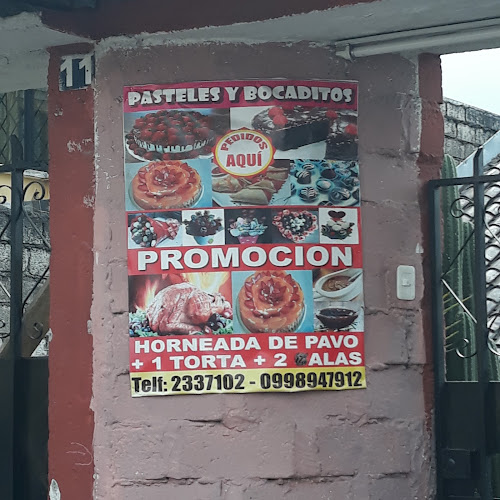 11
PASTELES Y BOCADITOS
PEDIDOS
AQUÍ
PROMOCION
HORNEADA DE PAVO
+ 1 TORTA + 2 ALAS
Telf: 2337102 - 0998947912